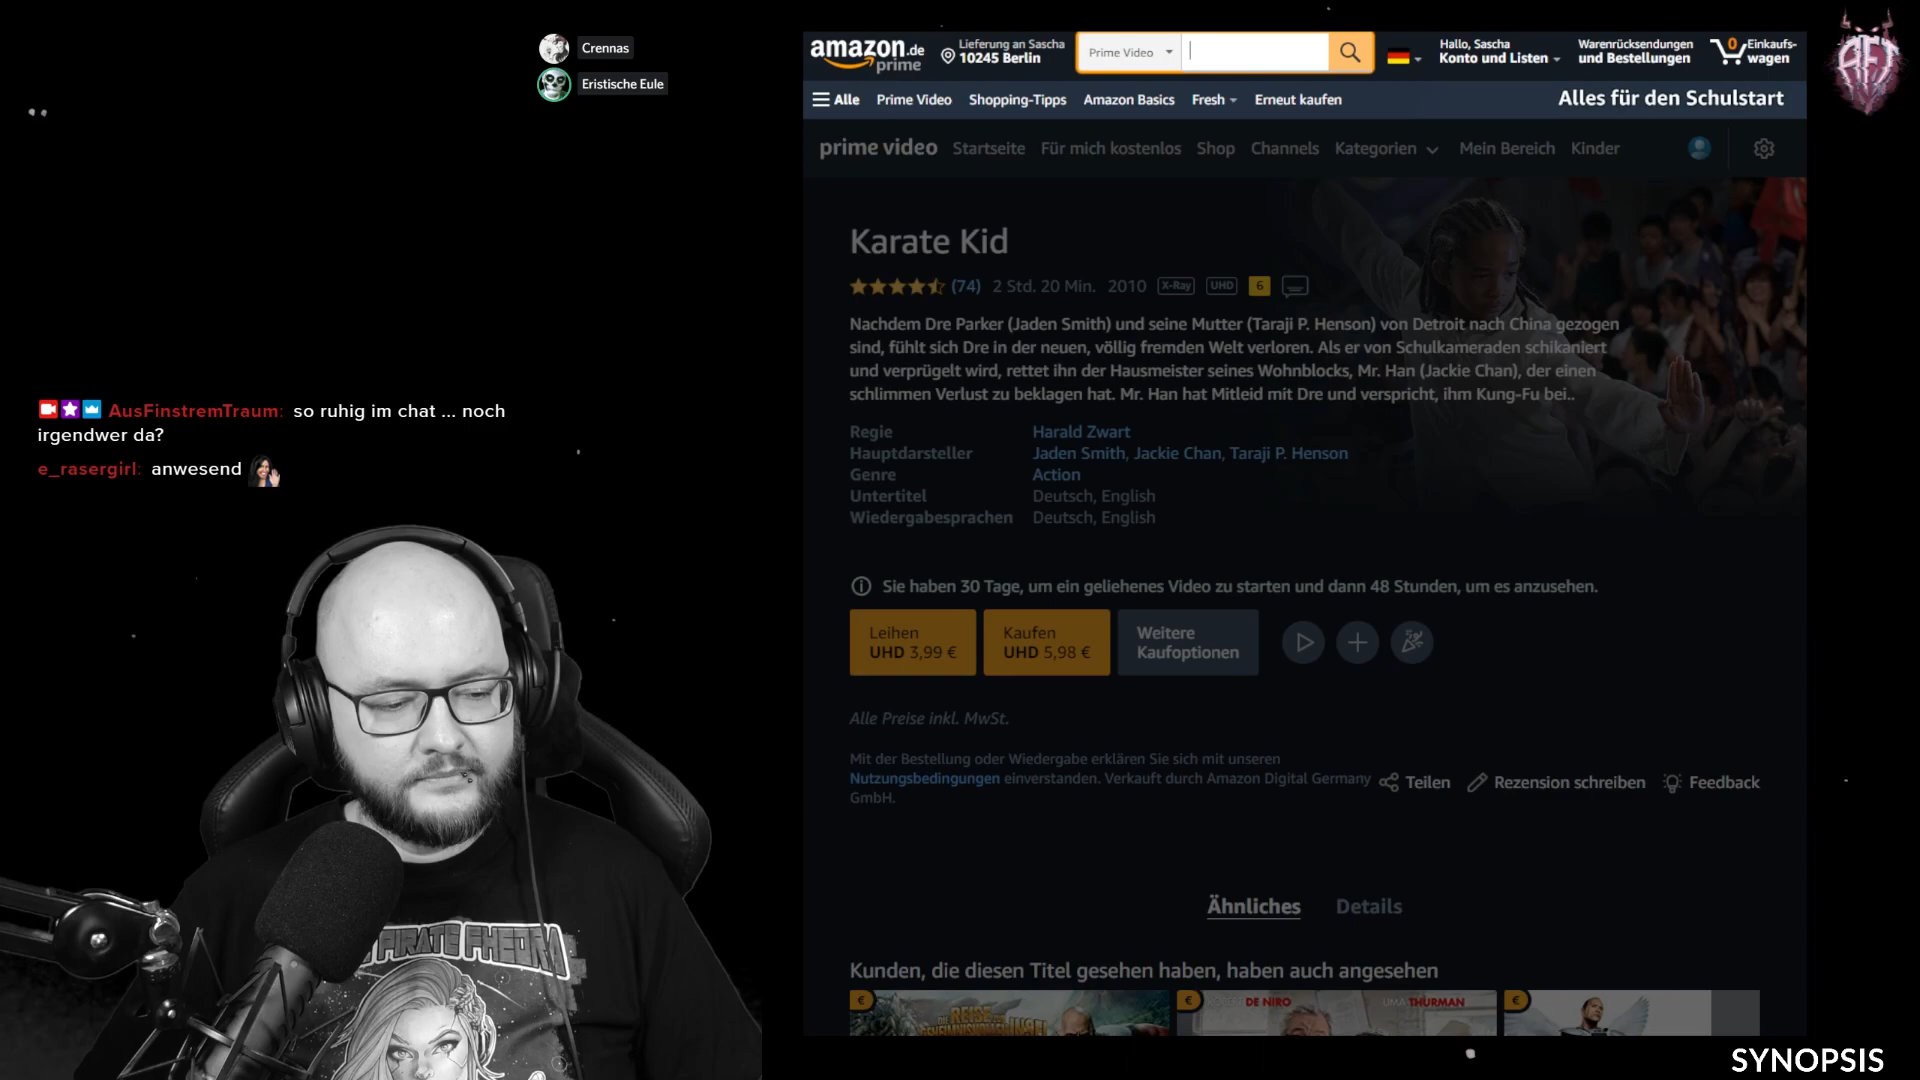 Crennas
Eristische Eule
AusFinstremTraum: so ruhig im chat ... noch
irgendwer da?
e_rasergirl: anwesend
PIRATE
amazon.de
prime
Lieferung an Sascha
10245 Berlin
Prime Video
Hallo, Sascha
Konto und Listen
Warenrücksendungen
und Bestellungen
0
Einkaufs-
wagen
Alle Prime Video Shopping-Tipps Amazon Basics Fresh Erneut kaufen
Alles für den Schulstart
prime video Startseite Für mich kostenlos Shop Channels Kategorien Mein Bereich Kinder
Karate Kid
(74) 2 Std. 20 Min. 2010 X-Ray UHD 6
Nachdem Dre Parker (Jaden Smith) und seine Mutter (Taraji P. Henson) von Detroit nach China gezogen
sind, fühlt sich Dre in der neuen, völlig fremden Welt verloren. Als er von Schulkameraden schikaniert
und verprügelt wird, rettet ihn der Hausmeister seines Wohnblocks, Mr. Han (Jackie Chan), der einen
schlimmen Verlust zu beklagen hat. Mr. Han hat Mitleid mit Dre und verspricht, ihm Kung-Fu bei..
Regie Harald Zwart
Hauptdarsteller Jaden Smith, Jackie Chan, Taraji P. Henson
Genre Action
Untertitel Deutsch, English
Wiedergabesprachen Deutsch, English
Sie haben 30 Tage, um ein geliehenes Video zu starten und dann 48 Stunden, um es anzusehen.
Leihen
UHD 3,99 €
Kaufen
UHD 5,98 €
Weitere
Kaufoptionen
Alle Preise inkl. MwSt.
Mit der Bestellung oder Wiedergabe erklären Sie sich mit unseren
Nutzungsbedingungen einverstanden. Verkauft durch Amazon Digital Germany
GmbH.
Teilen Rezension schreiben Feedback
Ähnliches Details
Kunden, die diesen Titel gesehen haben, haben auch angesehen
€
DIE REISE
ZUR
GEHEIMNISVOLLEN INSEL
€
DE NIRO
UMA THURMAN
€
SYNOPSIS